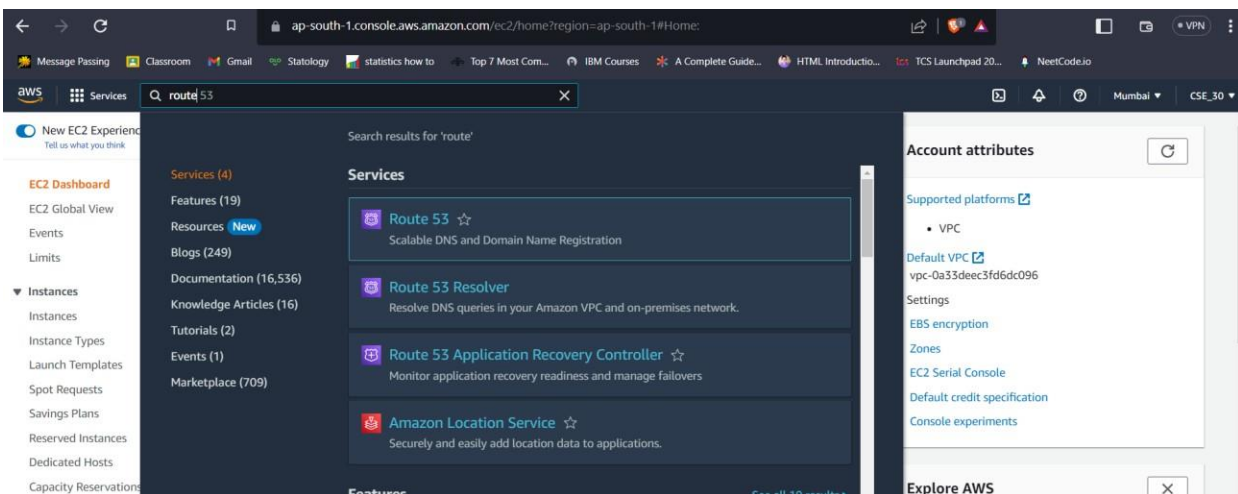 ap-south-1.console.aws.amazon.com/ec2/home?region=ap-south-1#Home:
VPN
Message Passing Classroom Gmail Statology statistics how to Top 7 Most Com... IBM Courses A Complete Guide... HTML Introductio... TCS Launchpad 20... NeetCode.io
aws Services route 53 Mumbai CSE_30
New EC2 Experienc
Tell us what you think
EC2 Dashboard
EC2 Global View
Events
Limits
Instances
Instances
Instance Types
Launch Templates
Spot Requests
Savings Plans
Reserved Instances
Dedicated Hosts
Capacity Reservations
Search results for 'route'
Services (4)
Features (19)
Resources New
Blogs (249)
Documentation (16,536)
Knowledge Articles (16)
Tutorials (2)
Events (1)
Marketplace (709)
Services
Route 53
Scalable DNS and Domain Name Registration
Route 53 Resolver
Resolve DNS queries in your Amazon VPC and on-premises network.
Route 53 Application Recovery Controller
Monitor application recovery readiness and manage failovers
Amazon Location Service
Securely and easily add location data to applications.
Features
Account attributes
Supported platforms
• VPC
Default VPC
vpc-0a33deec3fd6dc096
Settings
EBS encryption
Zones
EC2 Serial Console
Default credit specification
Console experiments
Explore AWS